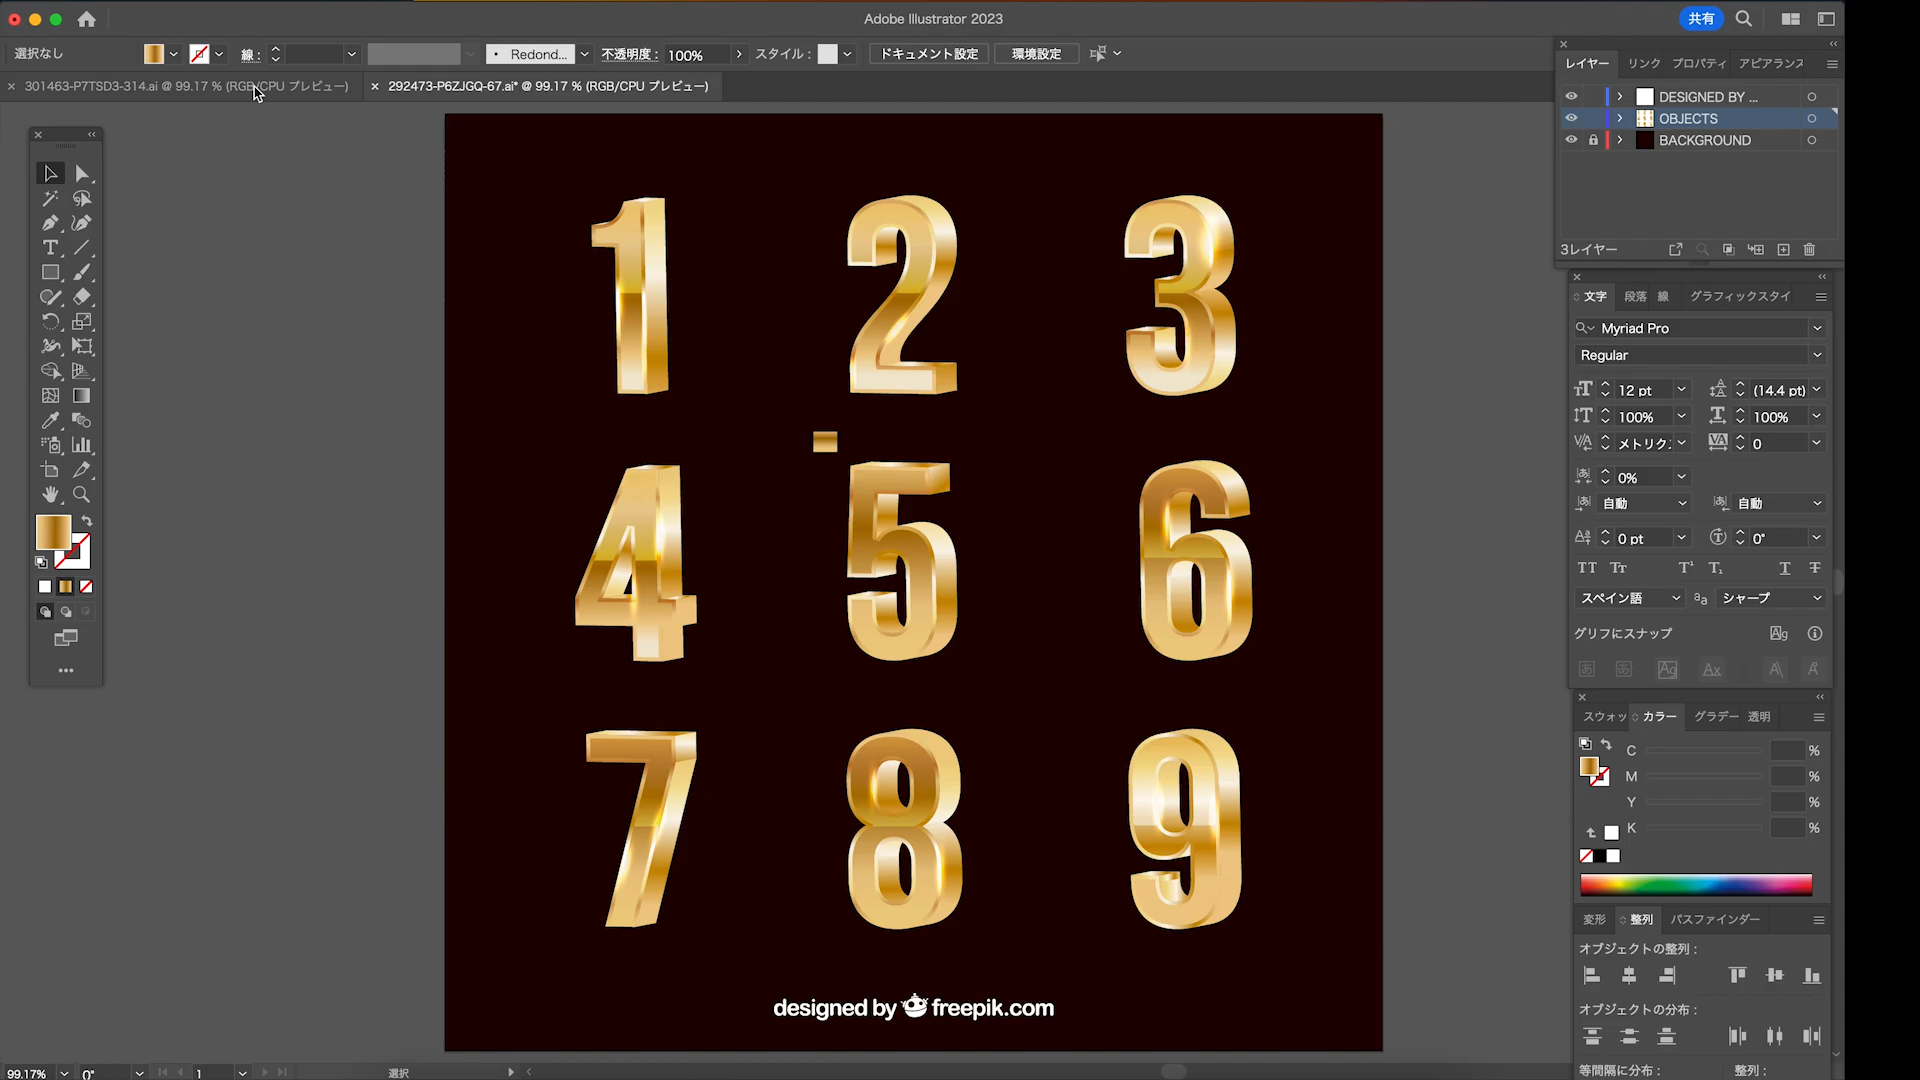 Adobe Illustrator 2023
共有
選択なし
線 :
Redond...
不透明度 :
100%
スタイル :
ドキュメント設定
環境設定
301463-P7TSD3-314.ai @ 99.17 % (RGB/CPU プレビュー)
292473-P6ZJGQ-67.ai* @ 99.17 % (RGB/CPU プレビュー)
レイヤー リンク プロパティ アピアランス
DESIGNED BY ...
OBJECTS
BACKGROUND
3レイヤー
文字 段落 線 グラフィックスタイ
Myriad Pro
Regular
12 pt (14.4 pt)
100% 100%
メトリク 0
0%
自動 自動
0 pt 0°
スペイン語 シャープ
グリフにスナップ
スウォッ カラー グラデー 透明
C %
M %
Y %
K %
変形 整列 パスファインダー
オブジェクトの整列 :
オブジェクトの分布 :
等間隔に分布 : 整列 :
1 2 3
4 5 6
7 8 9
designed by freepik.com
99.17% 0° 1 選択